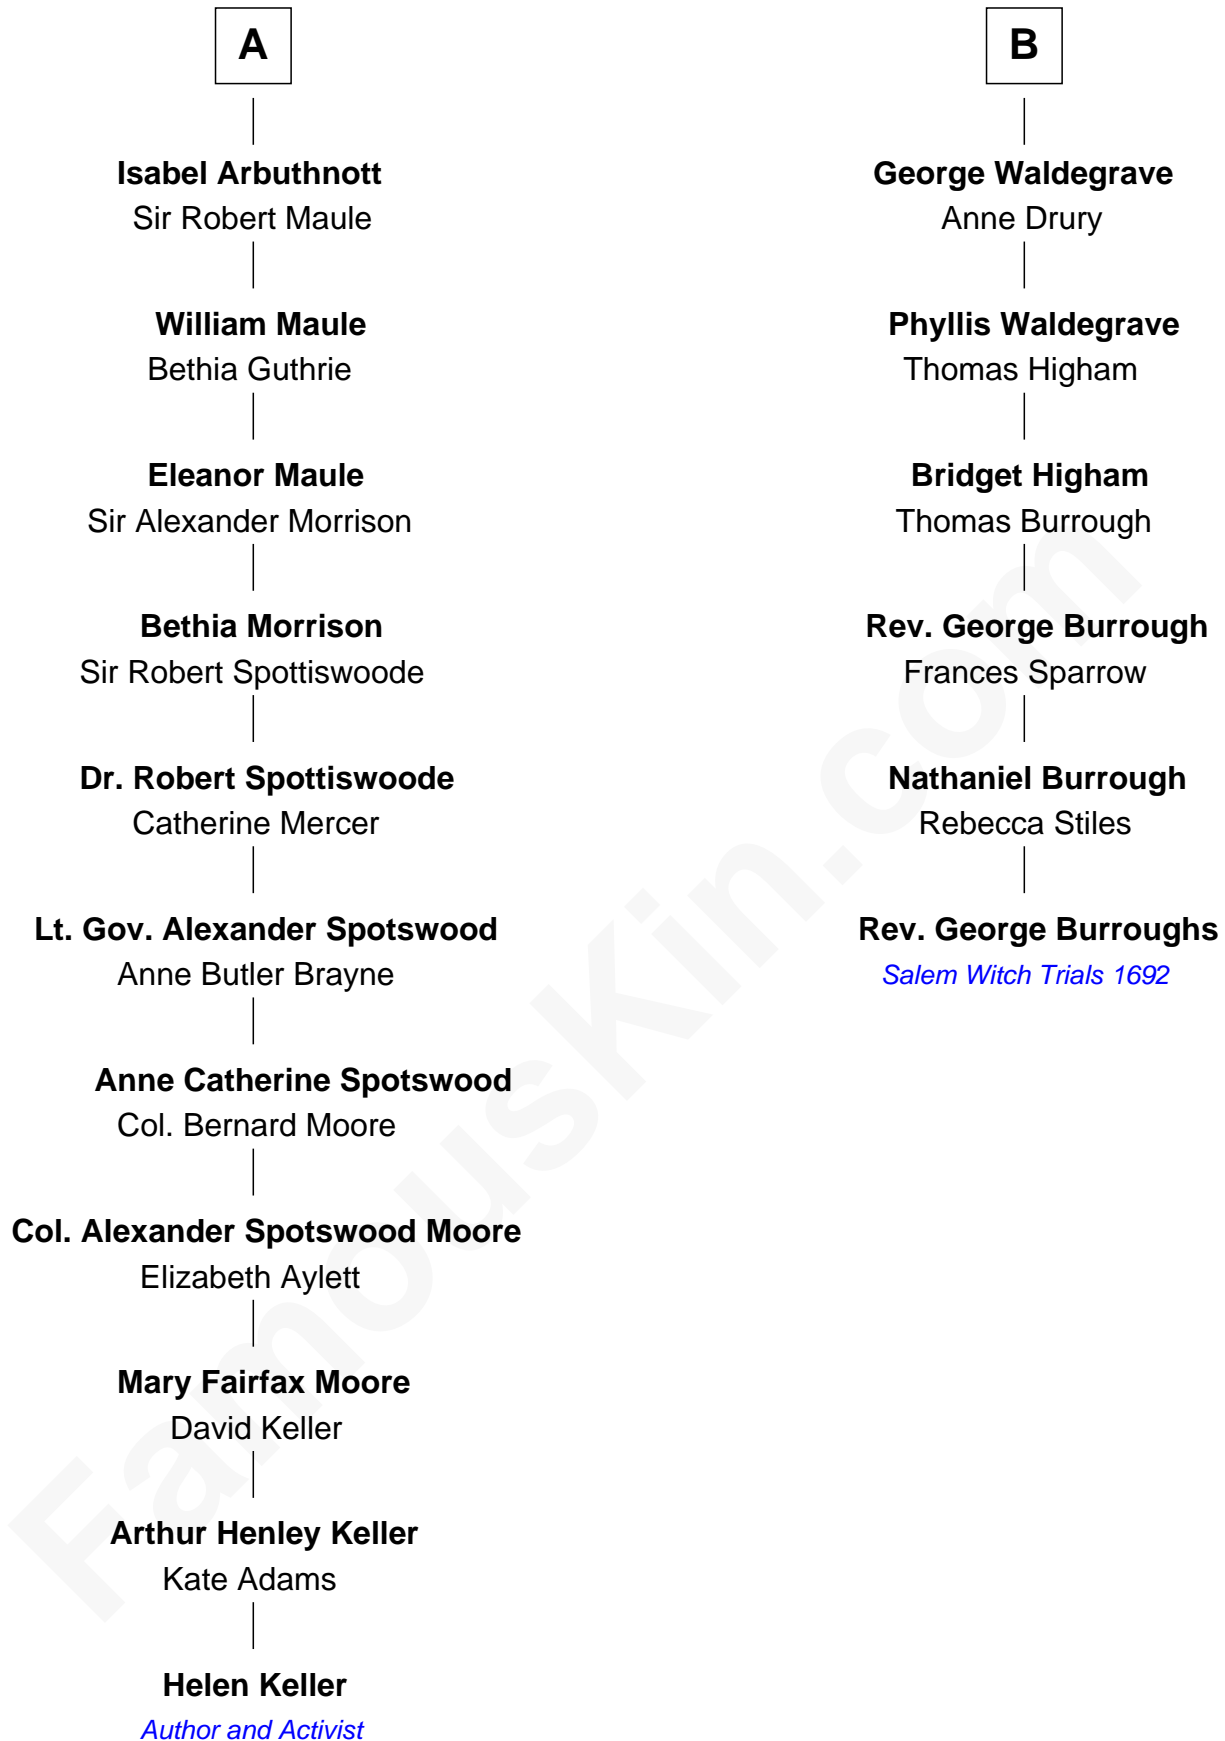 A
Isabel Arbuthnott
Sir Robert Maule
William Maule
Bethia Guthrie
Eleanor Maule
Sir Alexander Morrison
Bethia Morrison
Sir Robert Spottiswoode
Dr. Robert Spottiswoode
Catherine Mercer
Lt. Gov. Alexander Spotswood
Anne Butler Brayne
Anne Catherine Spotswood
Col. Bernard Moore
Col. Alexander Spotswood Moore
Elizabeth Aylett
Mary Fairfax Moore
David Keller
Arthur Henley Keller
Kate Adams
Helen Keller
Author and Activist
B
George Waldegrave
Anne Drury
Phyllis Waldegrave
Thomas Higham
Bridget Higham
Thomas Burrough
Rev. George Burrough
Frances Sparrow
Nathaniel Burrough
Rebecca Stiles
Rev. George Burroughs
Salem Witch Trials 1692
FamousKin.com